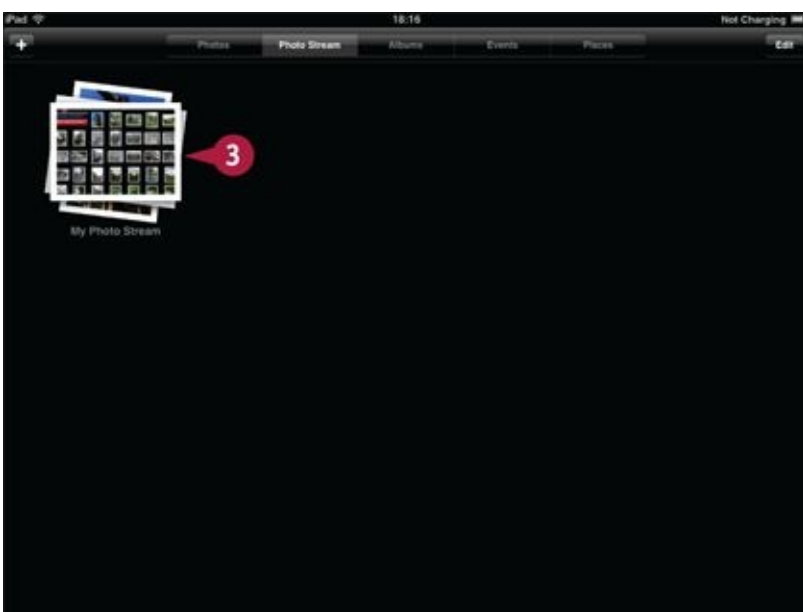 iPad 18:16 Not Charging
+ Photos Photo Stream Albums Events Places Edit
3
My Photo Stream